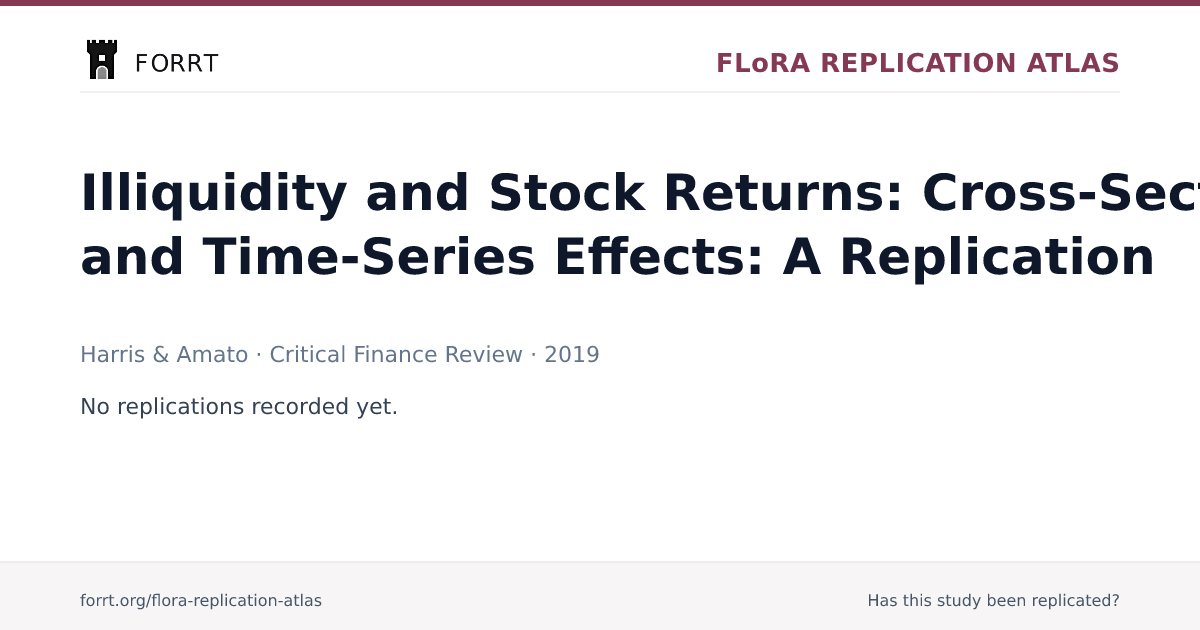 FORRT
FLoRA REPLICATION ATLAS
Illiquidity and Stock Returns: Cross-Sect
and Time-Series Effects: A Replication
Harris & Amato · Critical Finance Review · 2019
No replications recorded yet.
forrt.org/flora-replication-atlas
Has this study been replicated?